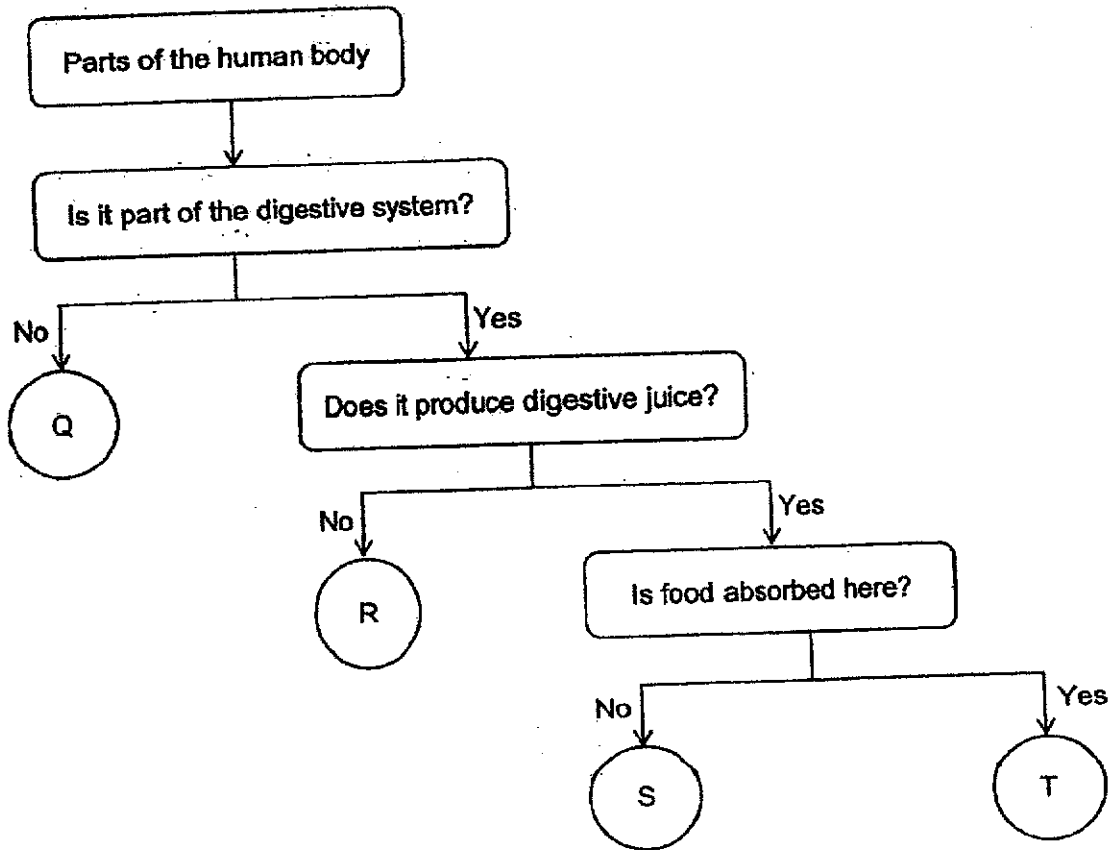 Parts of the human body
Is it part of the digestive system?
No
Yes
Q
Does it produce digestive juice?
No
Yes
R
Is food absorbed here?
No
Yes
S
T